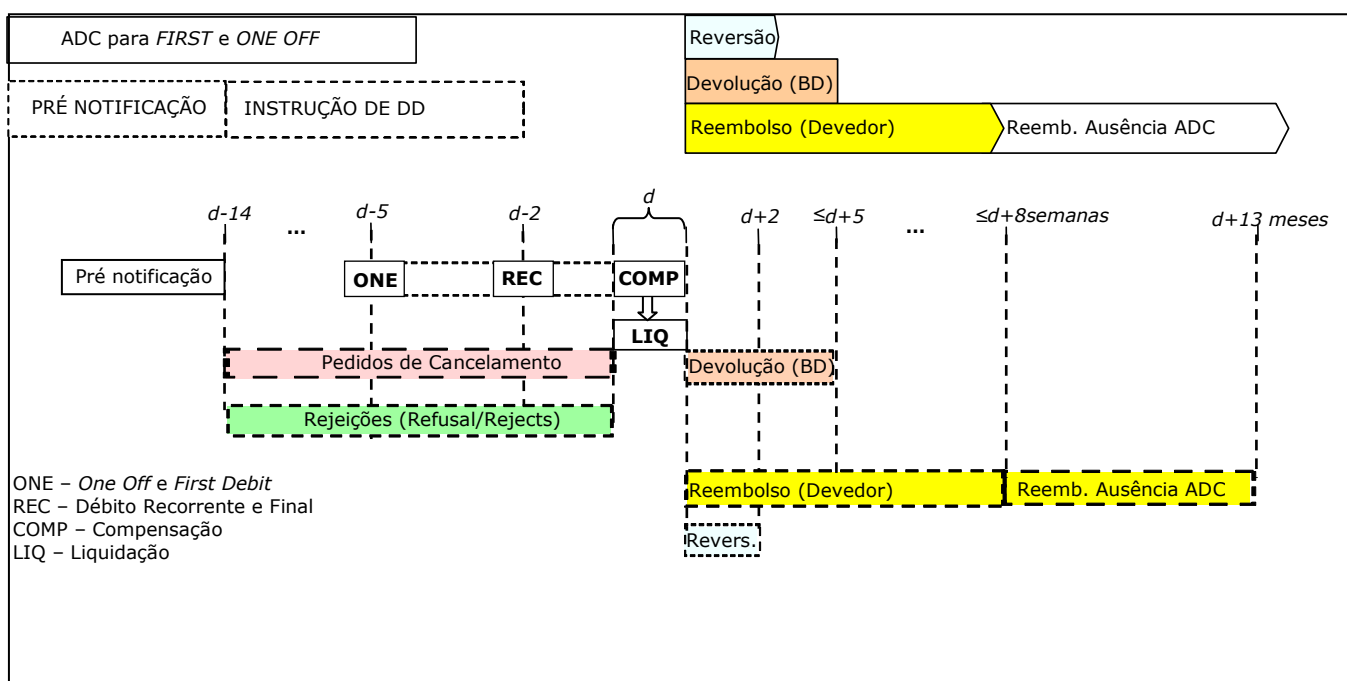 ADC para FIRST e ONE OFF
Reversão
Devolução (BD)
PRÉ NOTIFICAÇÃO
INSTRUÇÃO DE DD
Reembolso (Devedor)
Reemb. Ausência ADC
d
d-14
...
d-5
d-2
d+2
≤d+5
...
≤d+8semanas
d+13 meses
Pré notificação
ONE
REC
COMP
LIQ
Pedidos de Cancelamento
Devolução (BD)
Rejeições (Refusal/Rejects)
Reembolso (Devedor)
Reemb. Ausência ADC
Revers.
ONE – One Off e First Debit
REC – Débito Recorrente e Final
COMP – Compensação
LIQ – Liquidação